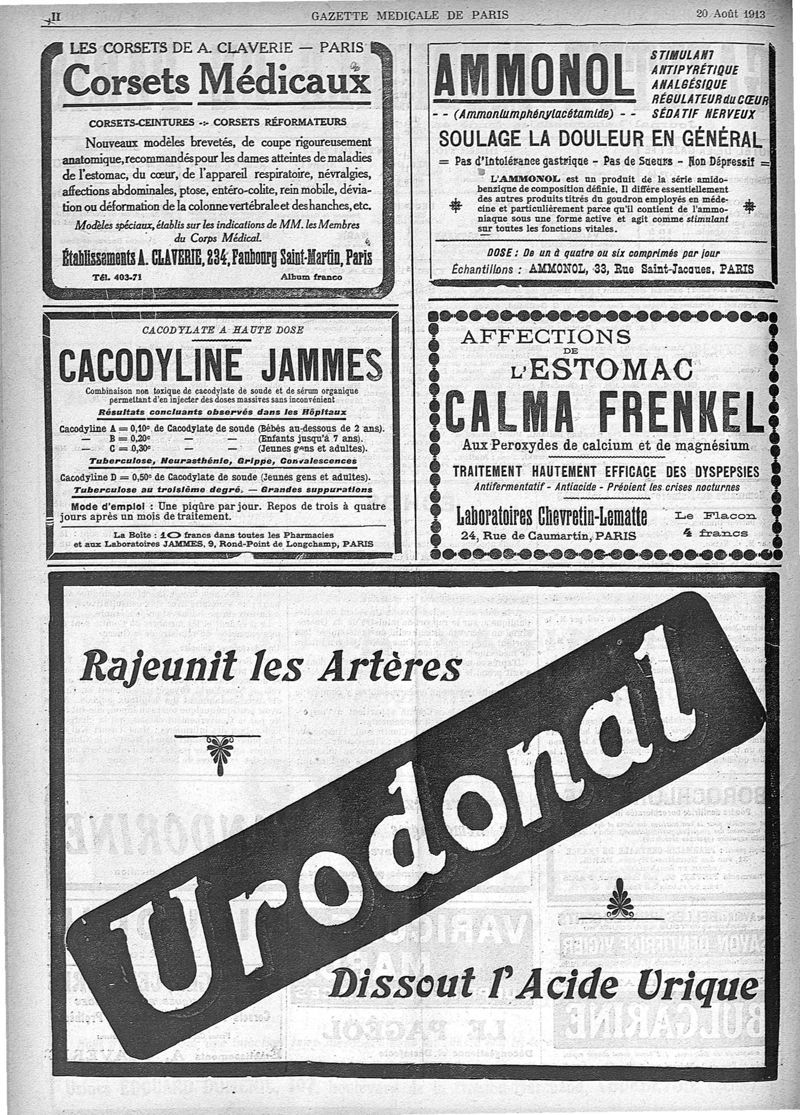 II
GAZETTE MEDICALE DE PARIS
20 Août 1913
LES CORSETS DE A. CLAVERIE — PARIS
Corsets Médicaux
CORSETS-CEINTURES -:- CORSETS RÉFORMATEURS
Nouveaux modèles brevetés, de coupe rigoureusement
anatomique, recommandés pour les dames atteintes de maladies
de l'estomac, du cœur, de l'appareil respiratoire, névralgies,
affections abdominales, ptose, entéro-colite, rein mobile, dévia-
tion ou déformation de la colonne vertébrale et des hanches, etc.
Modèles spéciaux, établis sur les indications de MM. les Membres
du Corps Médical.
Établissements A. CLAVERIE, 234, Faubourg Saint-Martin, Paris
Tél. 403-71
Album franco
AMMONOL
STIMULANT
ANTIPYRÉTIQUE
ANALGÉSIQUE
RÉGULATEUR du CŒUR
SÉDATIF NERVEUX
- - (Ammoniumphénylacétamide) - -
SOULAGE LA DOULEUR EN GÉNÉRAL
= Pas d'Intolérance gastrique - Pas de Sueurs - Non Dépressif =
L'AMMONOL est un produit de la série amido-
benzique de composition définie. Il diffère essentiellement
des autres produits titrés du goudron employés en méde-
cine et particulièrement parce qu'il contient de l'ammo-
niaque sous une forme active et agit comme stimulant
sur toutes les fonctions vitales.
DOSE : De un à quatre ou six comprimés par jour
Échantillons : AMMONOL, 33, Rue Saint-Jacques, PARIS
CACODYLATE A HAUTE DOSE
CACODYLINE JAMMES
Combinaison non toxique de cacodylate de soude et de sérum organique
permettant d'en injecter des doses massives sans inconvénient
Résultats concluants observés dans les Hôpitaux
Cacodyline A = 0,10c de Cacodylate de soude (Bébés au-dessous de 2 ans).
— B = 0,20c — — (Enfants jusqu'à 7 ans).
— C = 0,30c — — (Jeunes gens et adultes).
Tuberculose, Neurasthénie, Grippe, Convalescences
Cacodyline D = 0,50c de Cacodylate de soude (Jeunes gens et adultes).
Tuberculose au troisième degré. — Grandes suppurations
Mode d'emploi : Une piqûre par jour. Repos de trois à quatre
jours après un mois de traitement.
La Boîte : 10 francs dans toutes les Pharmacies
et aux Laboratoires JAMMES, 9, Rond-Point de Longchamp, PARIS
AFFECTIONS
DE
L'ESTOMAC
CALMA FRENKEL
Aux Peroxydes de calcium et de magnésium
TRAITEMENT HAUTEMENT EFFICACE DES DYSPEPSIES
Antifermentatif - Antiacide - Prévient les crises nocturnes
Laboratoires Chevretin-Lematte
24, Rue de Caumartin, PARIS
Le Flacon
4 francs
Rajeunit les Artères
Urodonal
Dissout l'Acide Urique